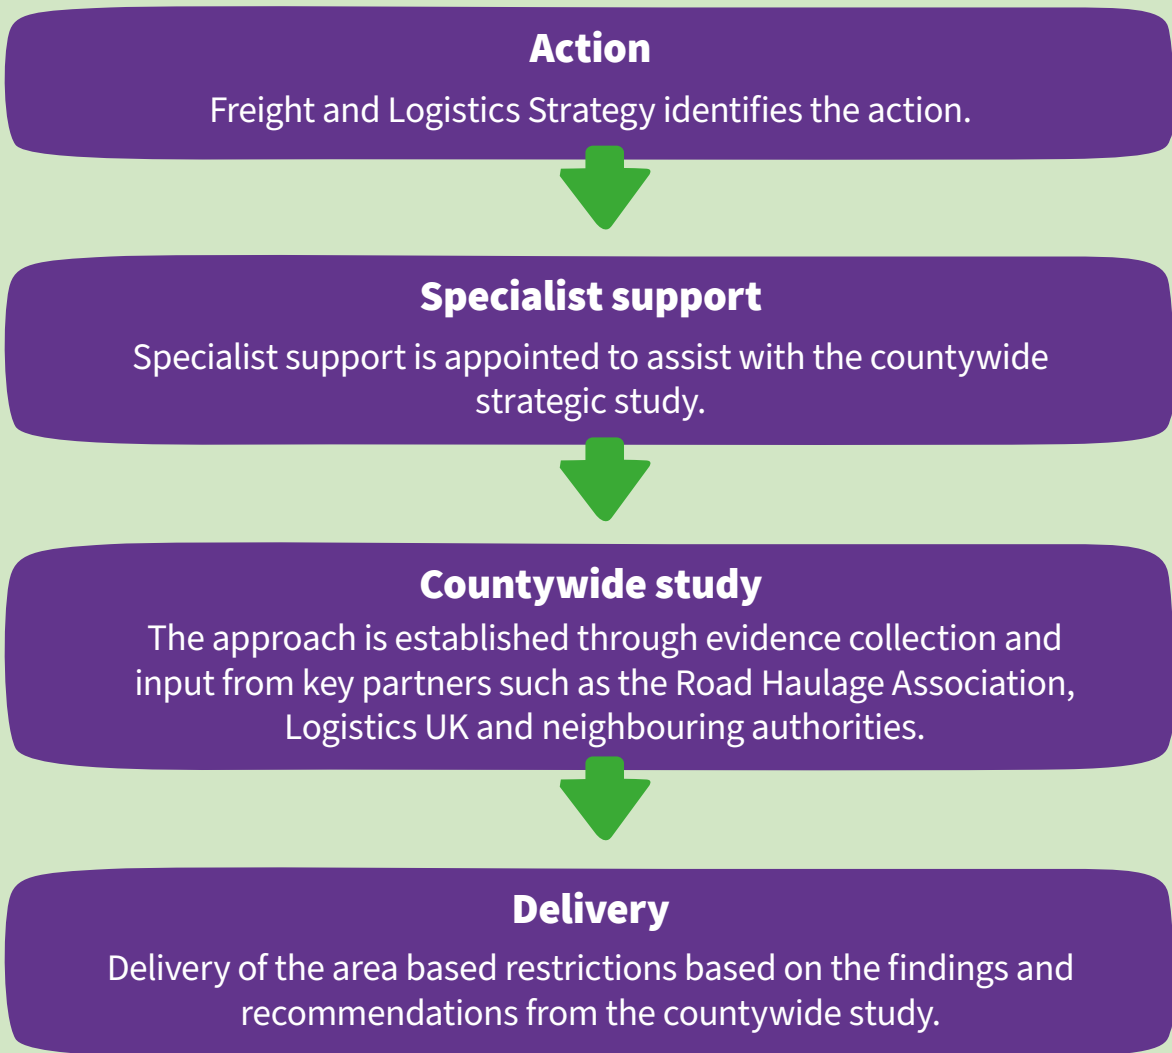 Action
Freight and Logistics Strategy identifies the action.
Specialist support
Specialist support is appointed to assist with the countywide
strategic study.
Countywide study
The approach is established through evidence collection and
input from key partners such as the Road Haulage Association,
Logistics UK and neighbouring authorities.
Delivery
Delivery of the area based restrictions based on the findings and
recommendations from the countywide study.